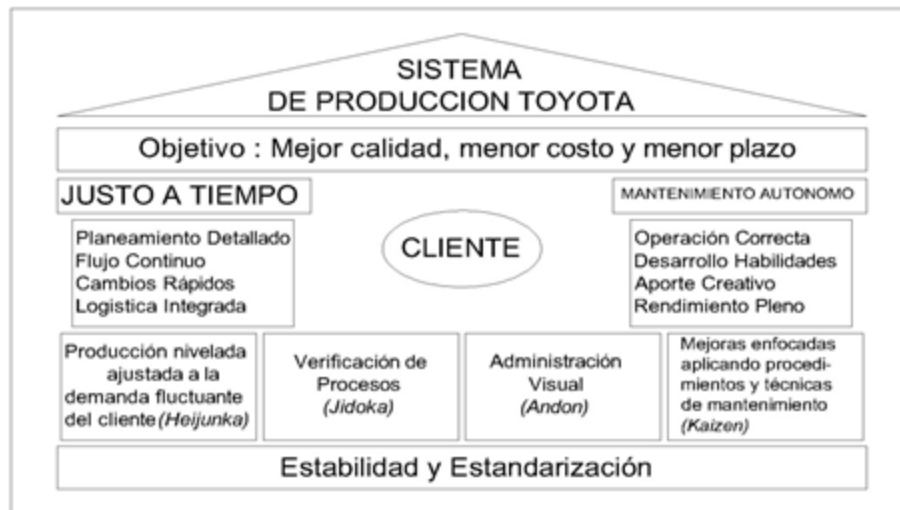 SISTEMA
DE PRODUCCION TOYOTA
Objetivo : Mejor calidad, menor costo y menor plazo
JUSTO A TIEMPO
Planeamiento Detallado
Flujo Continuo
Cambios Rápidos
Logistica Integrada
CLIENTE
MANTENIMIENTO AUTONOMO
Operación Correcta
Desarrollo Habilidades
Aporte Creativo
Rendimiento Pleno
Producción nivelada
ajustada a la
demanda fluctuante
del cliente (Heijunka)
Verificación de
Procesos
(Jidoka)
Administración
Visual
(Andon)
Mejoras enfocadas
aplicando procedi-
mientos y técnicas
de mantenimiento
(Kaizen)
Estabilidad y Estandarización